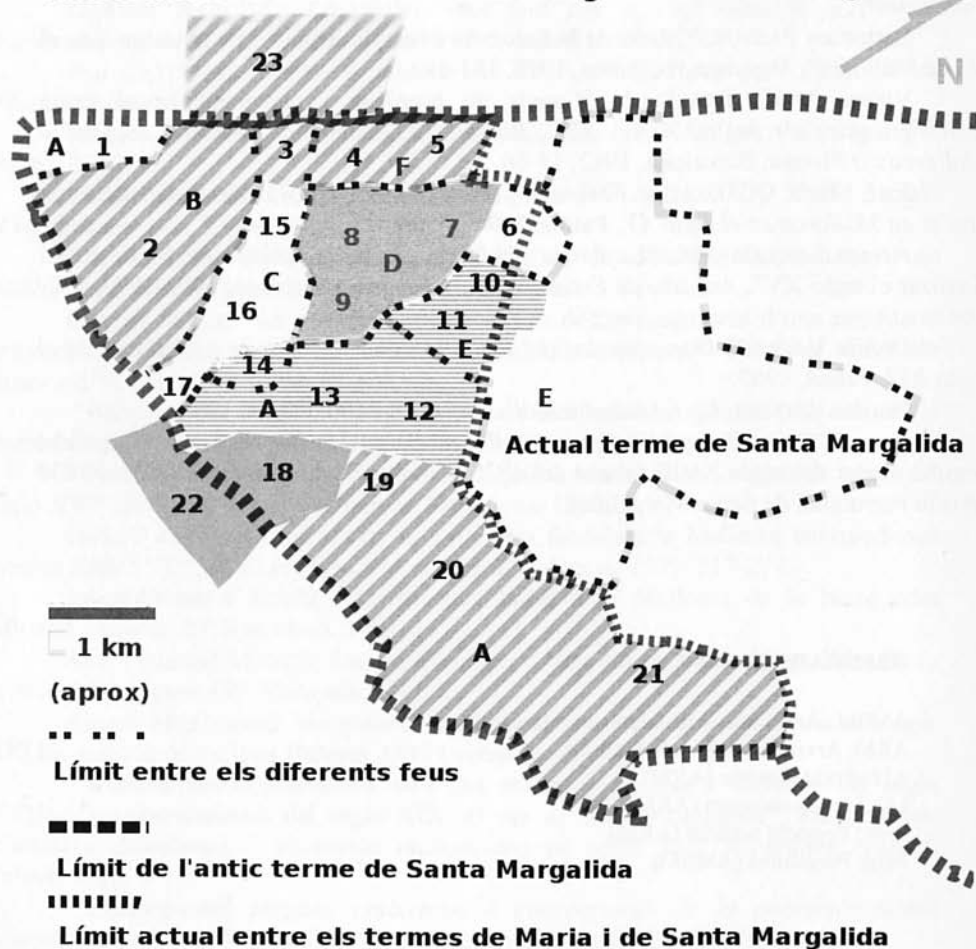 N
23
A 1
3 4 5
F
B
2
15
8 7 6
C
D
16
9
10
11
E
14
17
A 13 12
E
Actual terme de Santa Margalida
18
19
22
20
A
21
1 km
(aprox)
Límit entre els diferents feus
Límit de l'antic terme de Santa Margalida
Límit actual entre els termes de Maria i de Santa Margalida